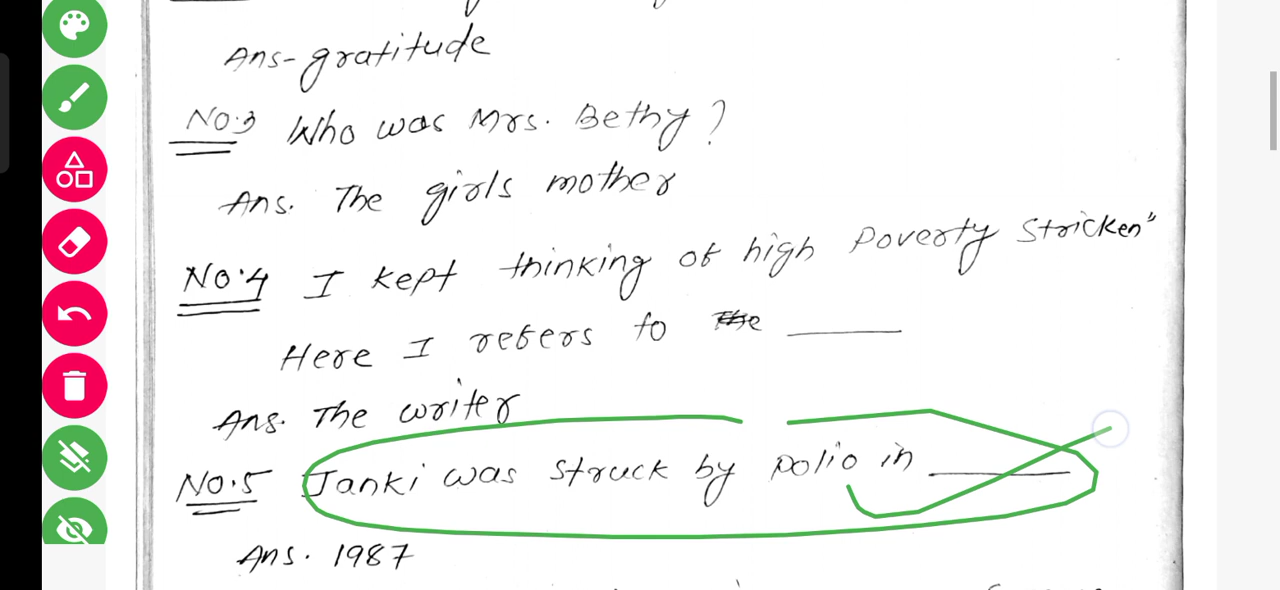 Ans-gratitude
No.3 Who was Mrs. Bethy?
Ans. The girls mother
No.4 I kept thinking of high Poverty Stricken"
Here I refers to the ____
Ans. The writer
No.5 Janki was struck by polio in ____
Ans. 1987